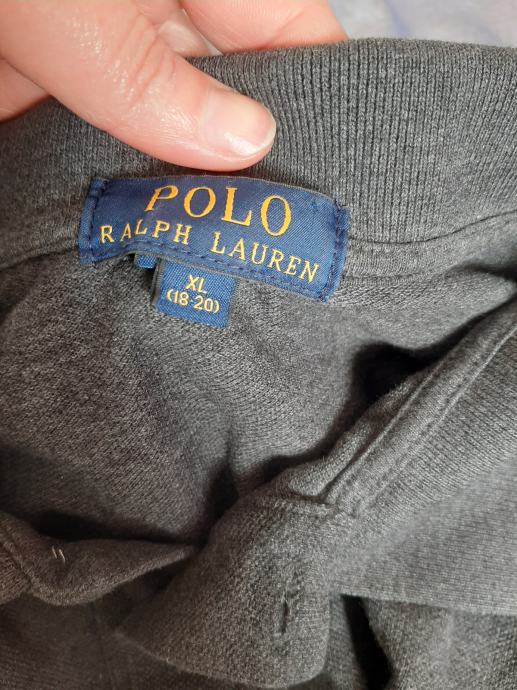 POLO
RALPH LAUREN
XL
(18-20)